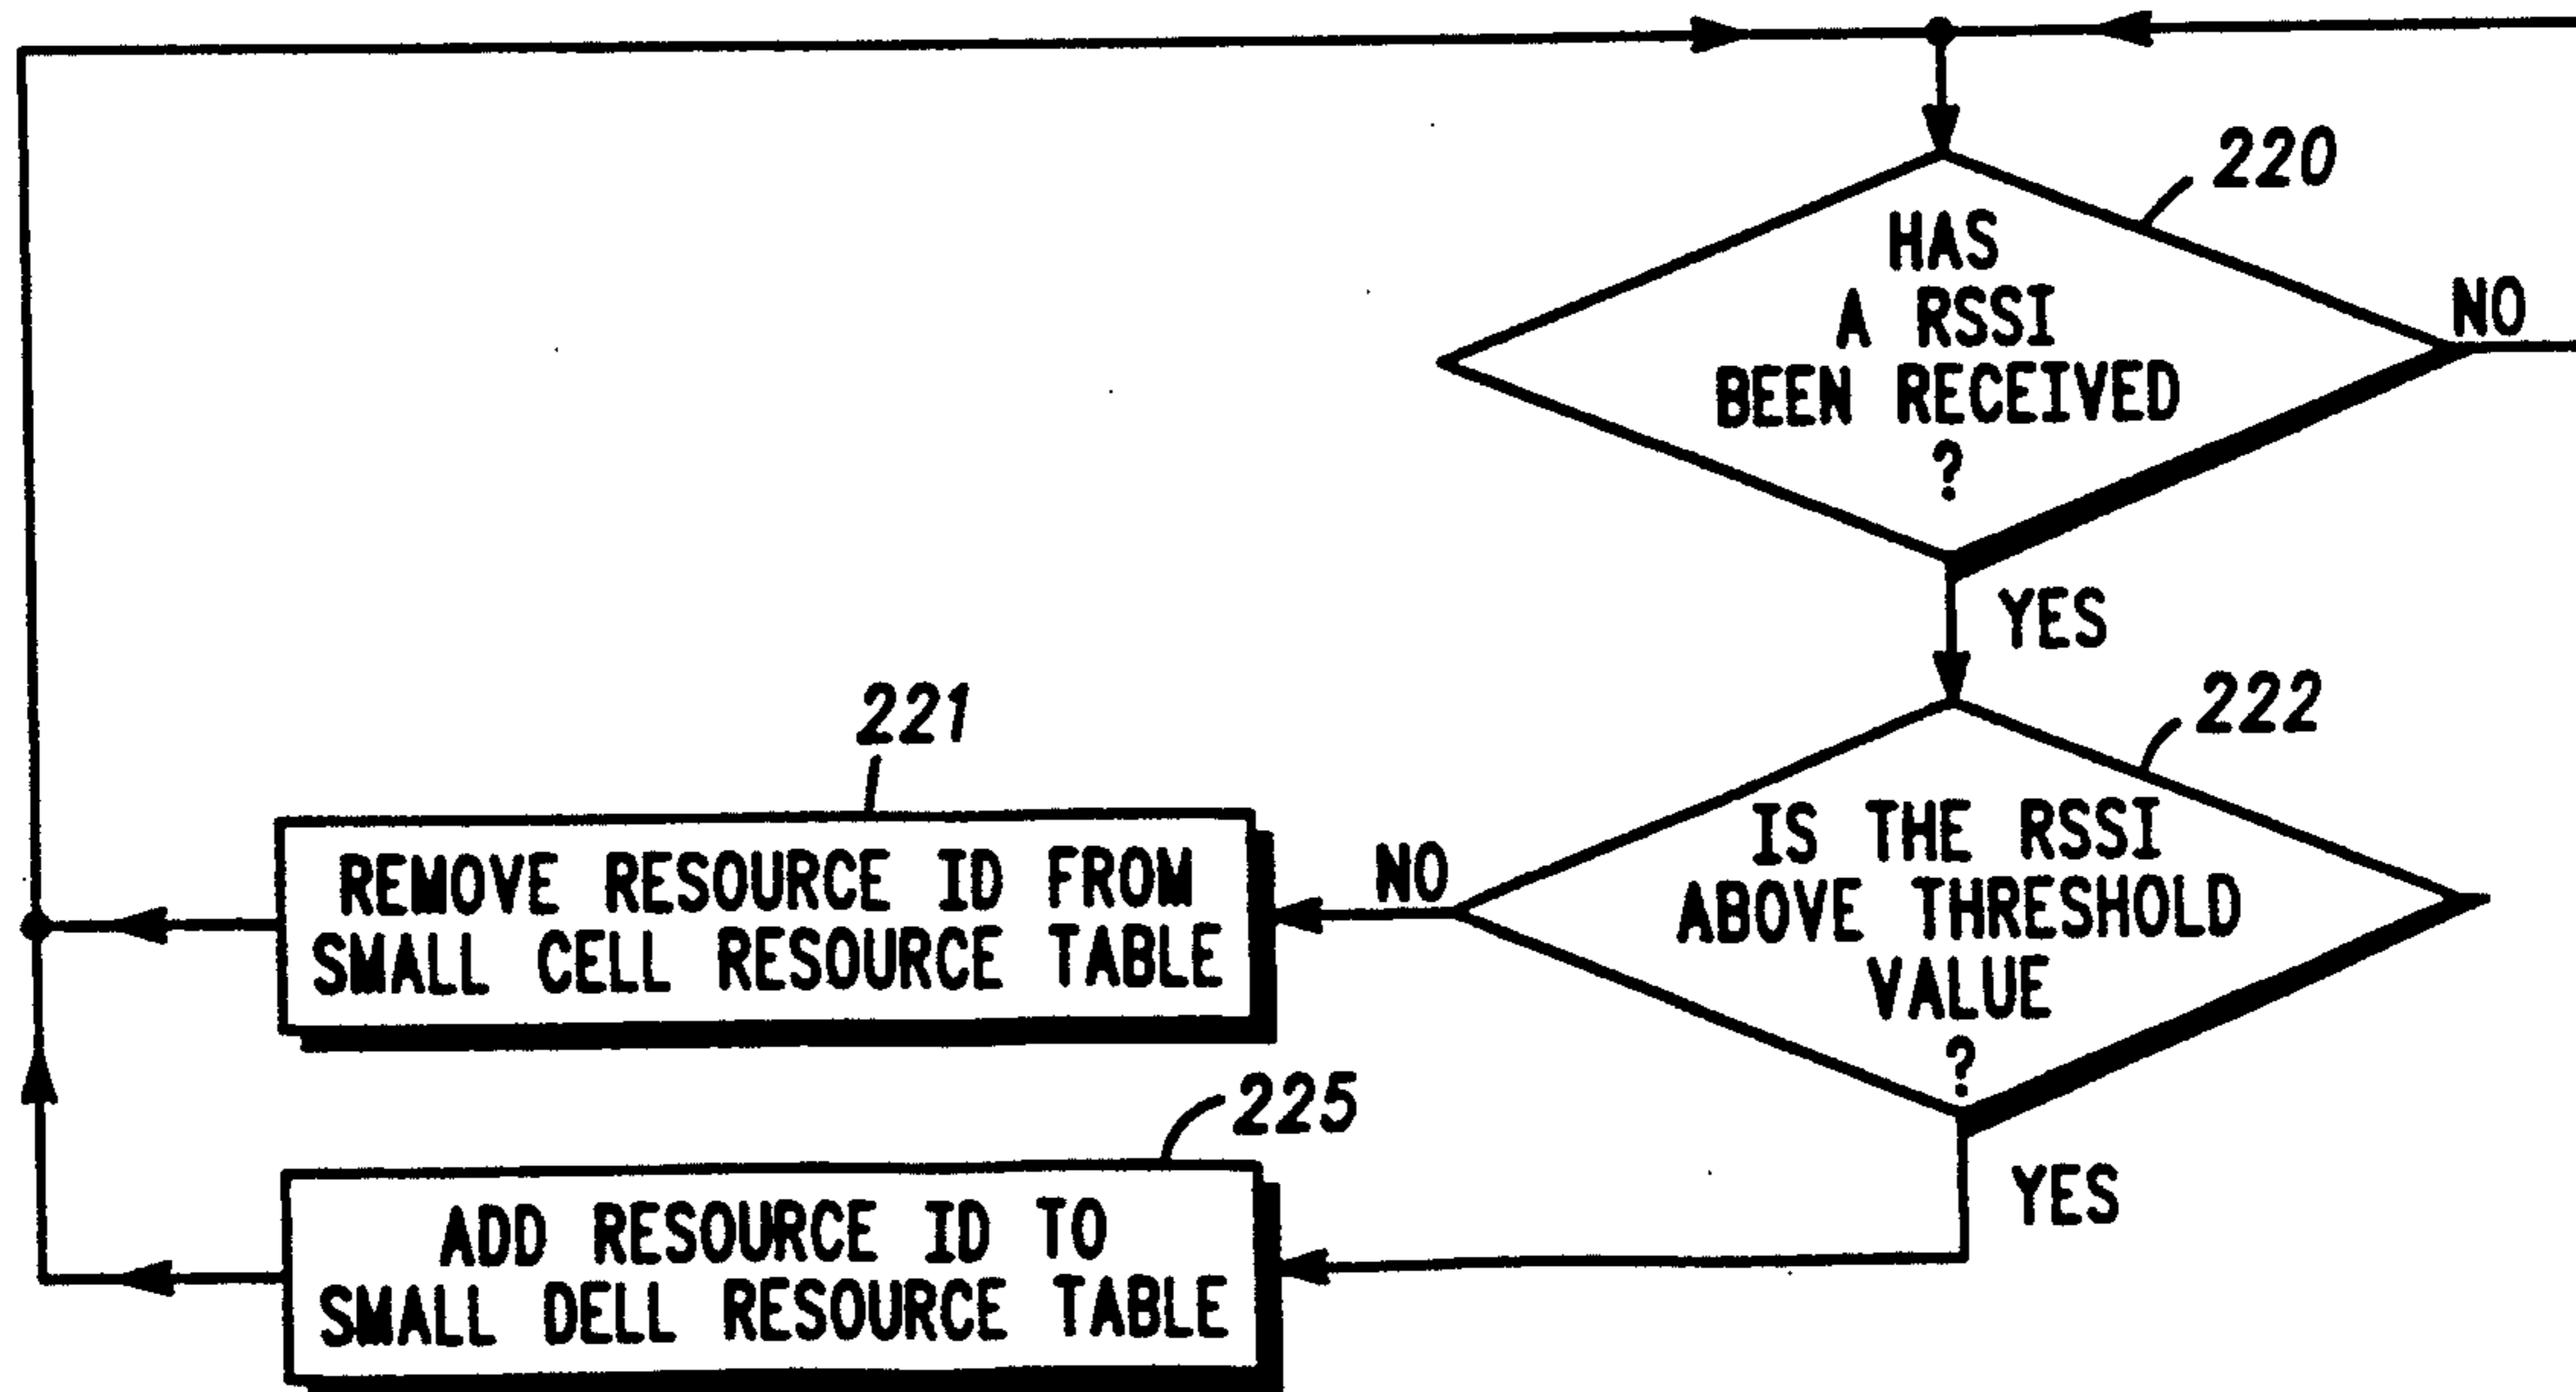 220
HAS
A RSSI
BEEN RECEIVED
?
NO
YES
222
IS THE RSSI
ABOVE THRESHOLD
VALUE
?
NO
YES
221
REMOVE RESOURCE ID FROM
SMALL CELL RESOURCE TABLE
225
ADD RESOURCE ID TO
SMALL DELL RESOURCE TABLE